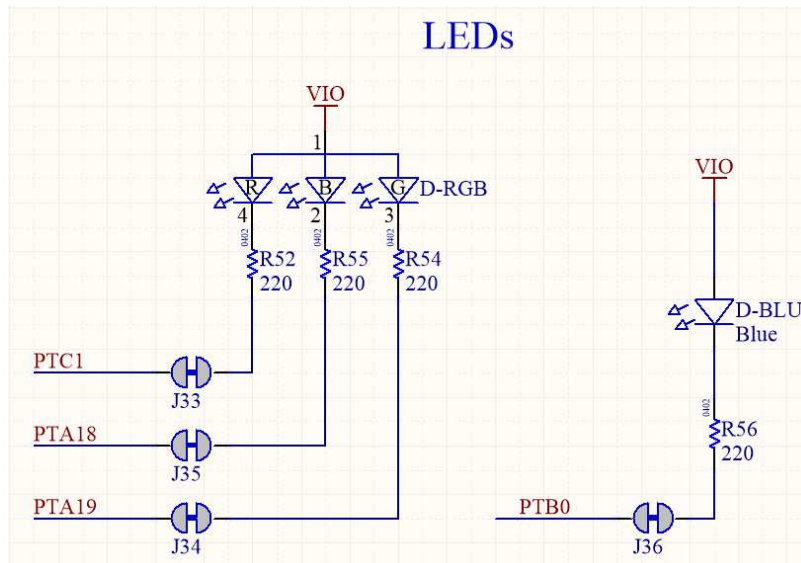 LEDs
VIO
1
R
B
G
D-RGB
4
2
3
0402
R52
220
0402
R55
220
0402
R54
220
VIO
D-BLU
Blue
0402
R56
220
PTC1
J33
PTA18
J35
PTA19
J34
PTB0
J36